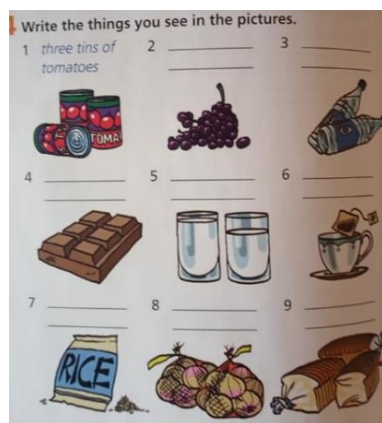 Write the things you see in the pictures.
1 three tins of
tomatoes
2
3
TOMA
4
5
6
7
8
9
RICE